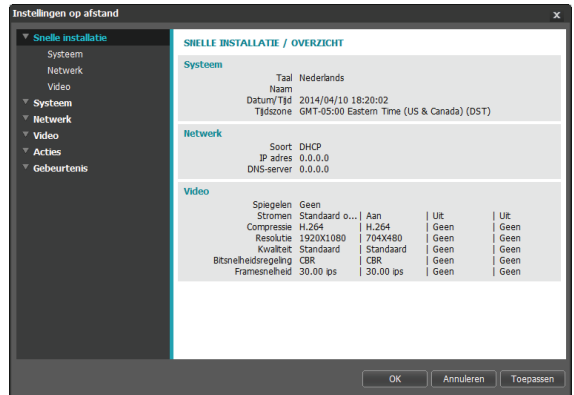 Instellingen op afstand x
Snelle installatie
Systeem
Netwerk
Video
Systeem
Netwerk
Video
Acties
Gebeurtenis
SNELLE INSTALLATIE / OVERZICHT
Systeem
Taal Nederlands
Naam
Datum/Tijd 2014/04/10 18:20:02
Tijdszone GMT-05:00 Eastern Time (US & Canada) (DST)
Netwerk
Soort DHCP
IP adres 0.0.0.0
DNS-server 0.0.0.0
Video
Spiegelen Geen
Stromen Standaard o... | Aan | Uit | Uit
Compressie H.264 | H.264 | Geen | Geen
Resolutie 1920X1080 | 704X480 | Geen | Geen
Kwaliteit Standaard | Standaard | Geen | Geen
Bitsnelheidsregeling CBR | CBR | Geen | Geen
Framesnelheid 30.00 ips | 30.00 ips | Geen | Geen
OK Annuleren Toepassen